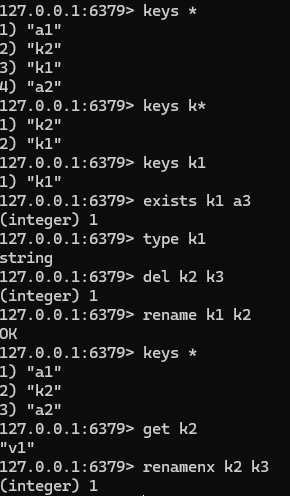 127.0.0.1:6379> keys *
1) "a1"
2) "k2"
3) "k1"
4) "a2"
127.0.0.1:6379> keys k*
1) "k2"
2) "k1"
127.0.0.1:6379> keys k1
1) "k1"
127.0.0.1:6379> exists k1 a3
(integer) 1
127.0.0.1:6379> type k1
string
127.0.0.1:6379> del k2 k3
(integer) 1
127.0.0.1:6379> rename k1 k2
OK
127.0.0.1:6379> keys *
1) "a1"
2) "k2"
3) "a2"
127.0.0.1:6379> get k2
"v1"
127.0.0.1:6379> renamenx k2 k3
(integer) 1